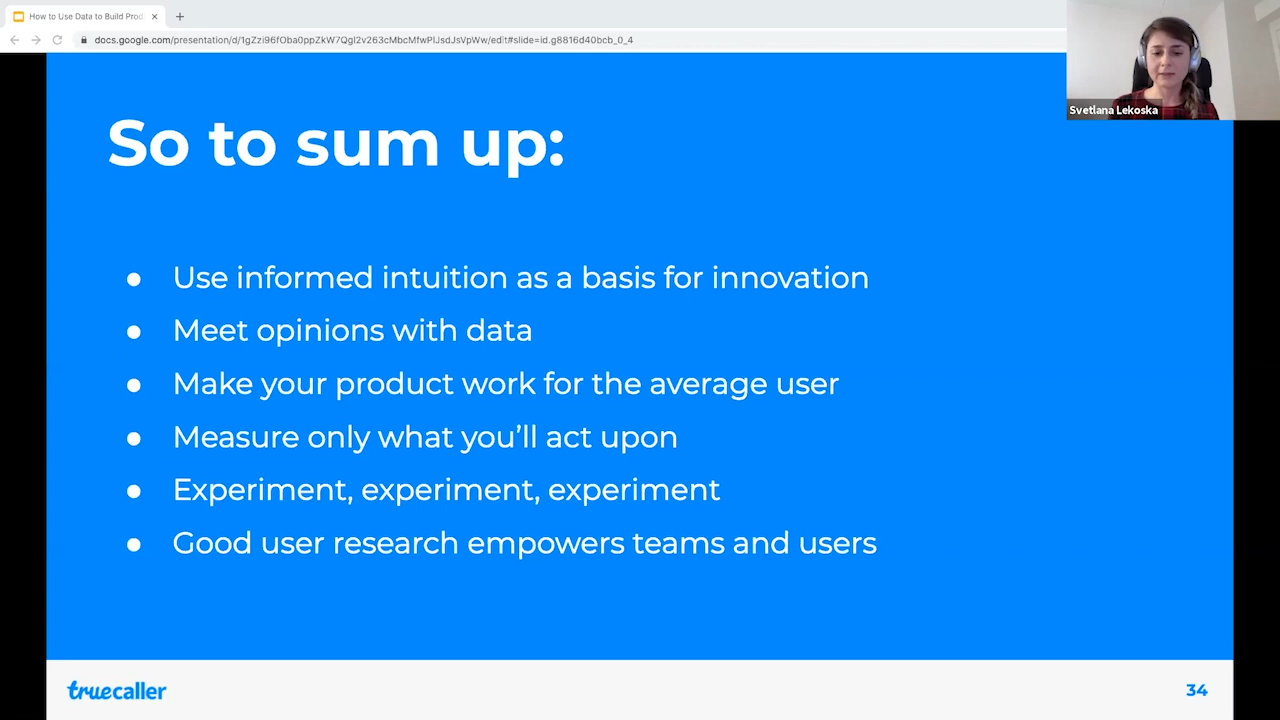 How to Use Data to Build Prod
docs.google.com/presentation/d/1gZzi96fOba0ppZkW7QgI2v263cMbcMfwPIJsdJsVpWw/edit#slide=id.g8816d40bcb_0_4
Svetlana Lekoska
So to sum up:
● Use informed intuition as a basis for innovation
● Meet opinions with data
● Make your product work for the average user
● Measure only what you’ll act upon
● Experiment, experiment, experiment
● Good user research empowers teams and users
truecaller
34